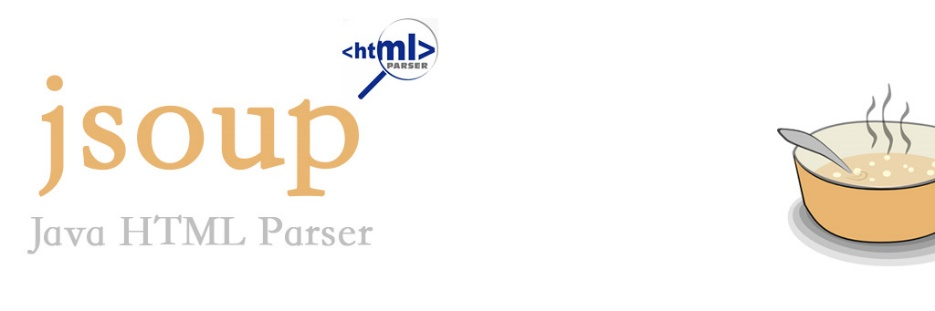 <html>
PARSER
jsoup
Java HTML Parser